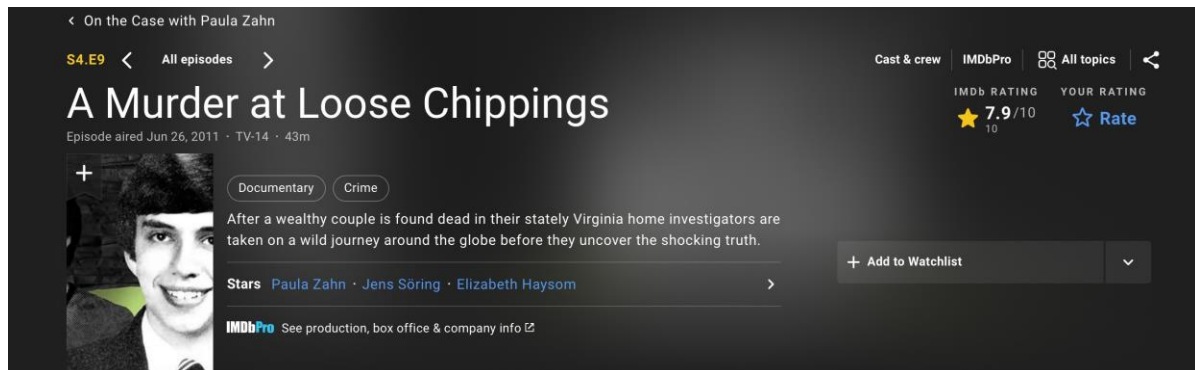 On the Case with Paula Zahn
S4.E9 All episodes
Cast & crew IMDbPro All topics
A Murder at Loose Chippings
Episode aired Jun 26, 2011 · TV-14 · 43m
IMDb RATING YOUR RATING
7.9/10 Rate
10
+
Documentary Crime
After a wealthy couple is found dead in their stately Virginia home investigators are
taken on a wild journey around the globe before they uncover the shocking truth.
+ Add to Watchlist
Stars Paula Zahn · Jens Söring · Elizabeth Haysom
IMDbPro See production, box office & company info